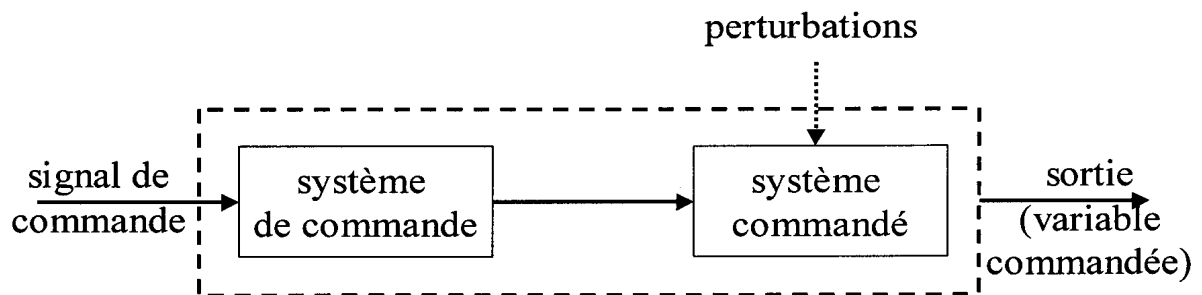 perturbations
signal de
commande
système
de commande
système
commandé
sortie
(variable
commandée)